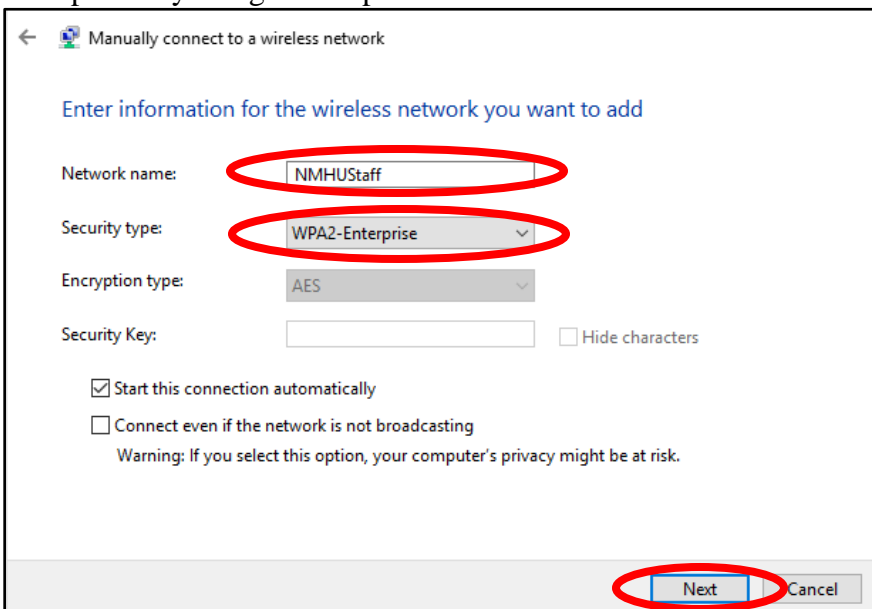 Manually connect to a wireless network
Enter information for the wireless network you want to add
Network name: NMHUStaff
Security type: WPA2-Enterprise
Encryption type: AES
Security Key: Hide characters
Start this connection automatically
Connect even if the network is not broadcasting
Warning: If you select this option, your computer's privacy might be at risk.
Next Cancel